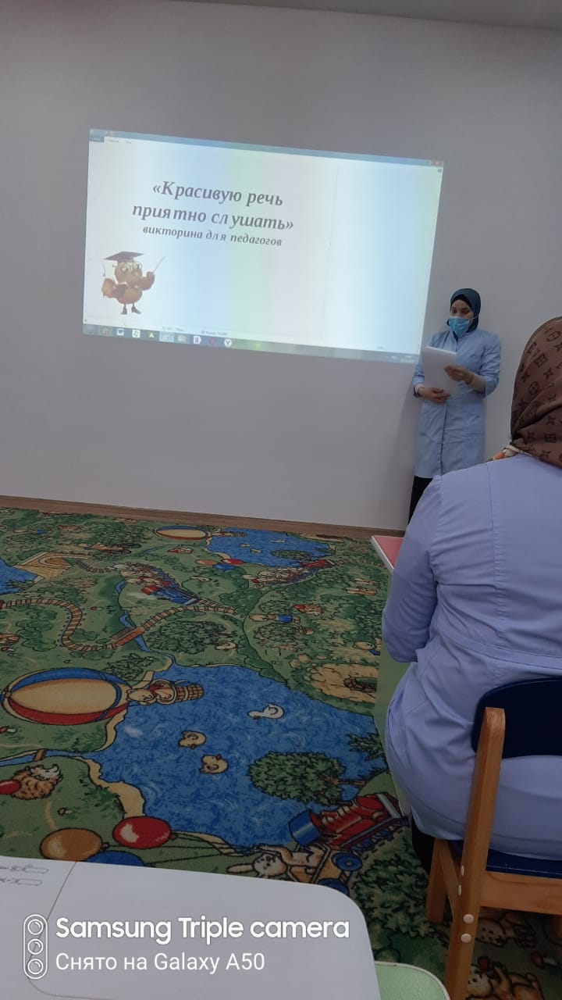 «Красивую речь
приятно слушать»
викторина для педагогов
Samsung Triple camera
Снято на Galaxy A50